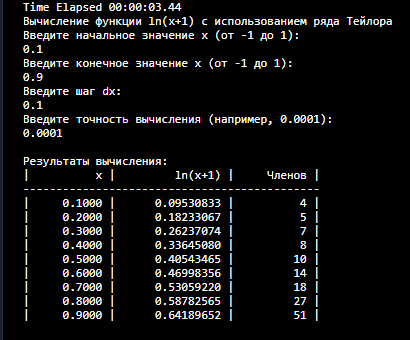 Time Elapsed 00:00:03.44
Вычисление функции ln(x+1) с использованием ряда Тейлора
Введите начальное значение x (от -1 до 1):
0.1
Введите конечное значение x (от -1 до 1):
0.9
Введите шаг dx:
0.1
Введите точность вычисления (например, 0.0001):
0.0001

Результаты вычисления:
|          x |          ln(x+1) |     Членов |
------------------------------------------------
|     0.1000 |       0.09530833 |          4 |
|     0.2000 |       0.18233067 |          5 |
|     0.3000 |       0.26237074 |          7 |
|     0.4000 |       0.33645080 |          8 |
|     0.5000 |       0.40543465 |         10 |
|     0.6000 |       0.46998356 |         14 |
|     0.7000 |       0.53059220 |         18 |
|     0.8000 |       0.58782565 |         27 |
|     0.9000 |       0.64189652 |         51 |